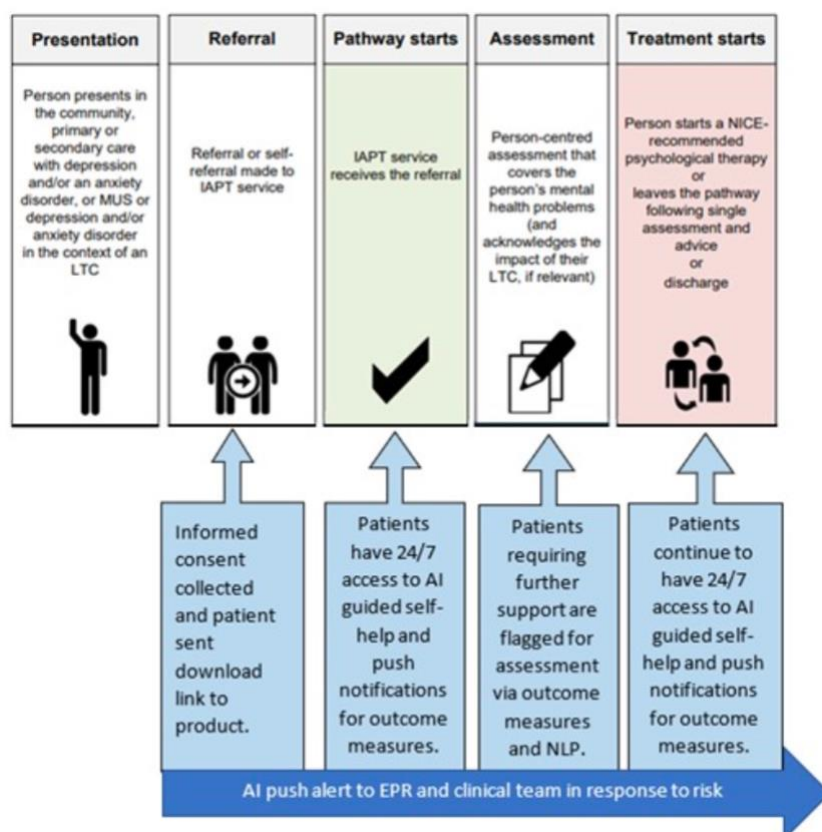 Presentation
Person presents in
the community,
primary or
secondary care
with depression
and/or an anxiety
disorder, or MUS or
depression and/or
anxiety disorder
in the context of an
LTC
Referral
Referral or self-
referral made to
IAPT service
Pathway starts
IAPT service
receives the referral
Assessment
Person-centred
assessment that
covers the
person's mental
health problems
(and
acknowledges the
impact of their
LTC, if relevant)
Treatment starts
Person starts a NICE-
recommended
psychological therapy
or
leaves the pathway
following single
assessment and
advice
or
discharge
Informed
consent
collected
and patient
sent
download
link to
product.
Patients
have 24/7
access to AI
guided self-
help and
push
notifications
for outcome
measures.
Patients
requiring
further
support are
flagged for
assessment
via outcome
measures
and NLP.
Patients
continue to
have 24/7
access to AI
guided self-
help and push
notifications
for outcome
measures.
AI push alert to EPR and clinical team in response to risk